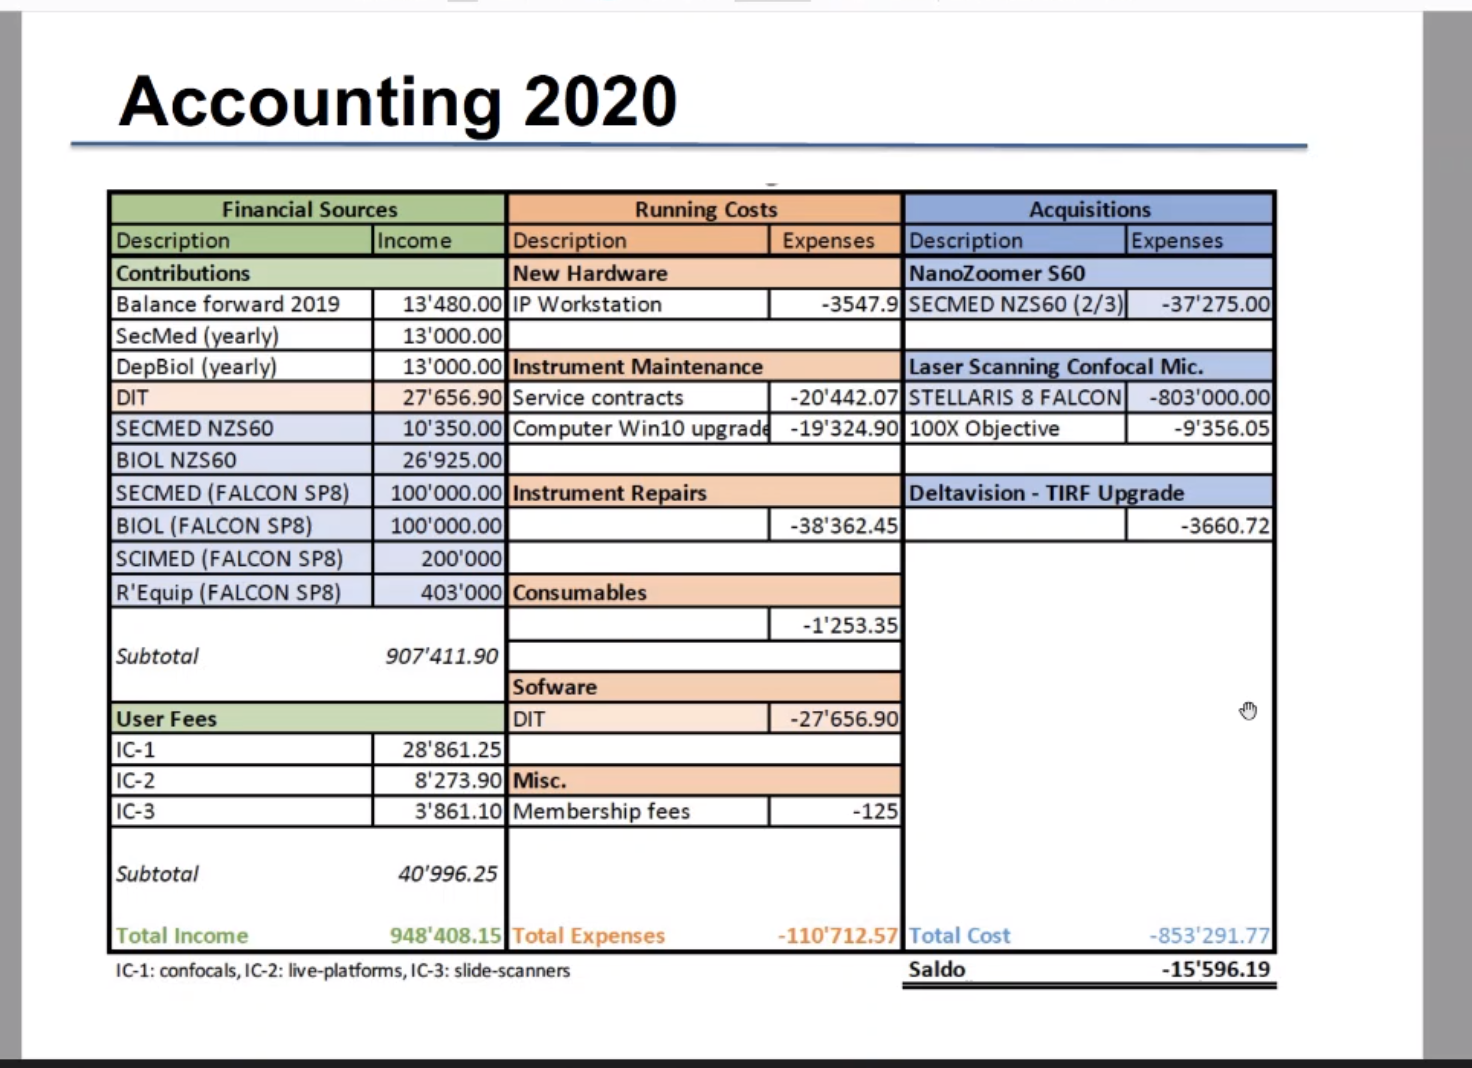 Accounting 2020
Financial Sources Running Costs Acquisitions
Description Income Description Expenses Description Expenses
Contributions New Hardware NanoZoomer S60
Balance forward 2019 13'480.00 IP Workstation -3547.9 SECMED NZS60 (2/3) -37'275.00
SecMed (yearly) 13'000.00
DepBiol (yearly) 13'000.00 Instrument Maintenance Laser Scanning Confocal Mic.
DIT 27'656.90 Service contracts -20'442.07 STELLARIS 8 FALCON -803'000.00
SECMED NZS60 10'350.00 Computer Win10 upgrade -19'324.90 100X Objective -9'356.05
BIOL NZS60 26'925.00
SECMED (FALCON SP8) 100'000.00 Instrument Repairs Deltavision - TIRF Upgrade
BIOL (FALCON SP8) 100'000.00 -38'362.45 -3660.72
SCIMED (FALCON SP8) 200'000
R'Equip (FALCON SP8) 403'000 Consumables
-1'253.35
Subtotal 907'411.90
Sofware
User Fees DIT -27'656.90
IC-1 28'861.25
IC-2 8'273.90 Misc.
IC-3 3'861.10 Membership fees -125
Subtotal 40'996.25
Total Income 948'408.15 Total Expenses -110'712.57 Total Cost -853'291.77
IC-1: confocals, IC-2: live-platforms, IC-3: slide-scanners Saldo -15'596.19